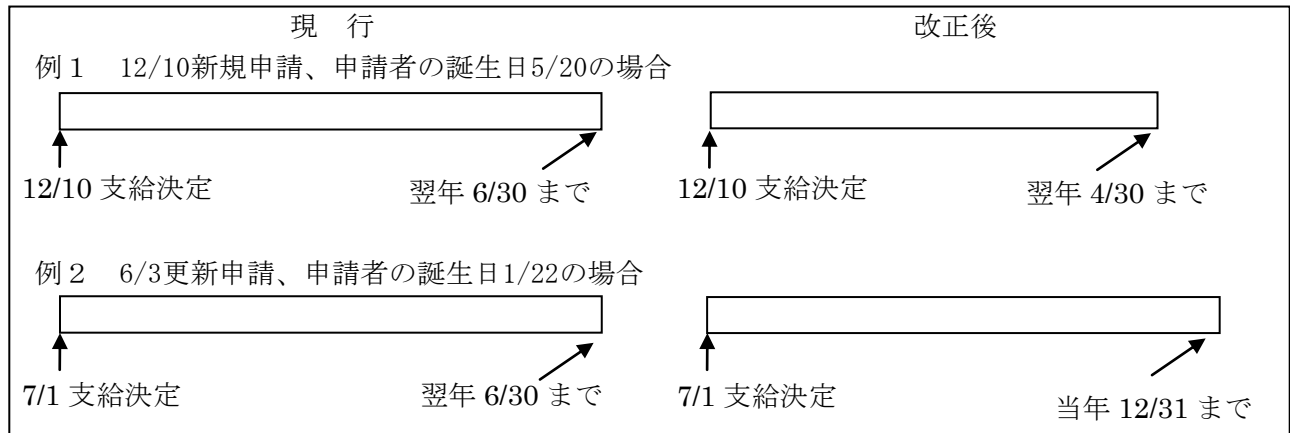 現　行　改正後
例１　12/10新規申請、申請者の誕生日5/20の場合
12/10 支給決定　翌年 6/30 まで　12/10 支給決定　翌年 4/30 まで
例２　6/3更新申請、申請者の誕生日1/22の場合
7/1 支給決定　翌年 6/30 まで　7/1 支給決定　当年 12/31 まで